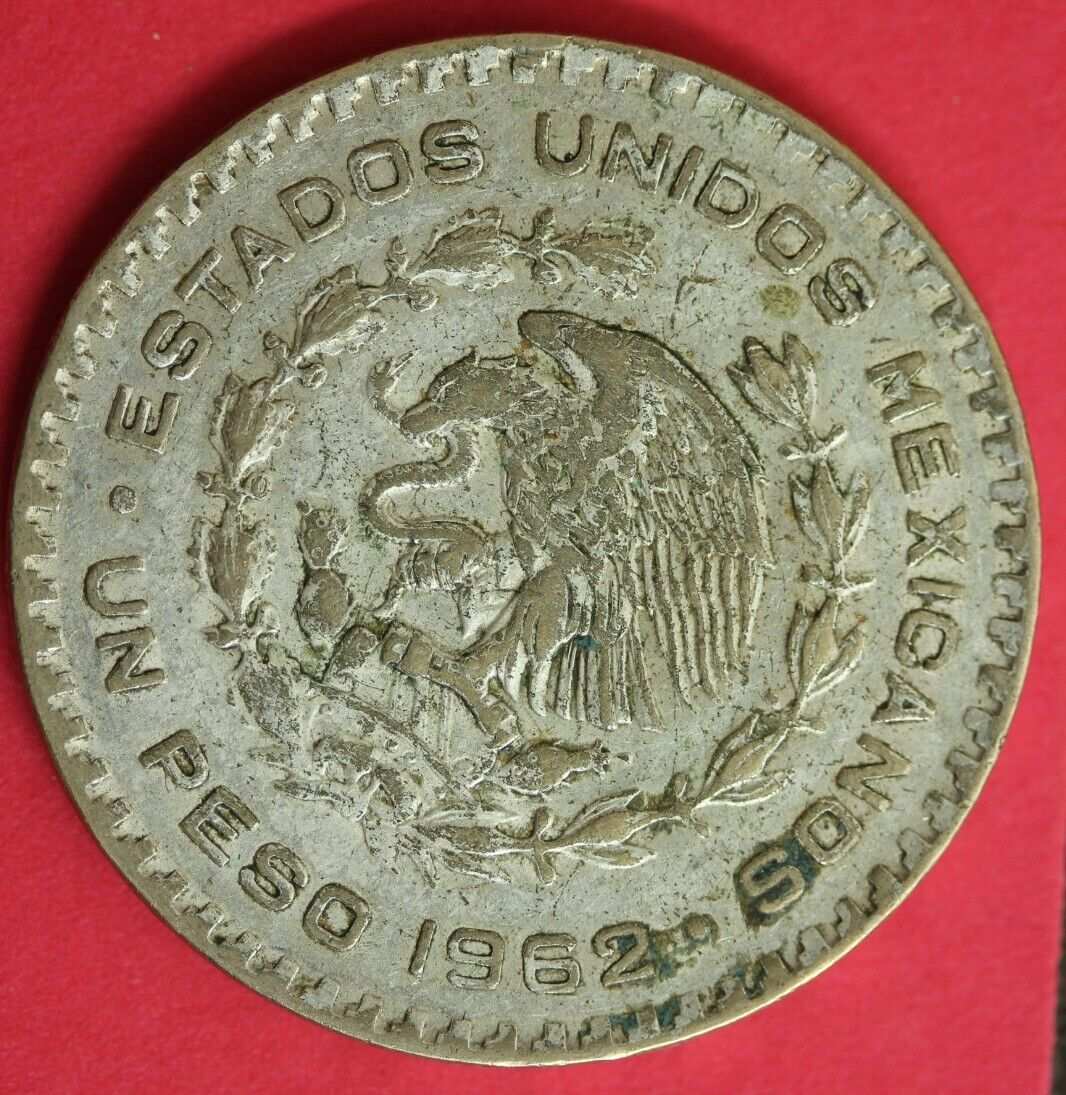 ESTADOS UNIDOS MEXICANOS
· UN PESO 1962 ·